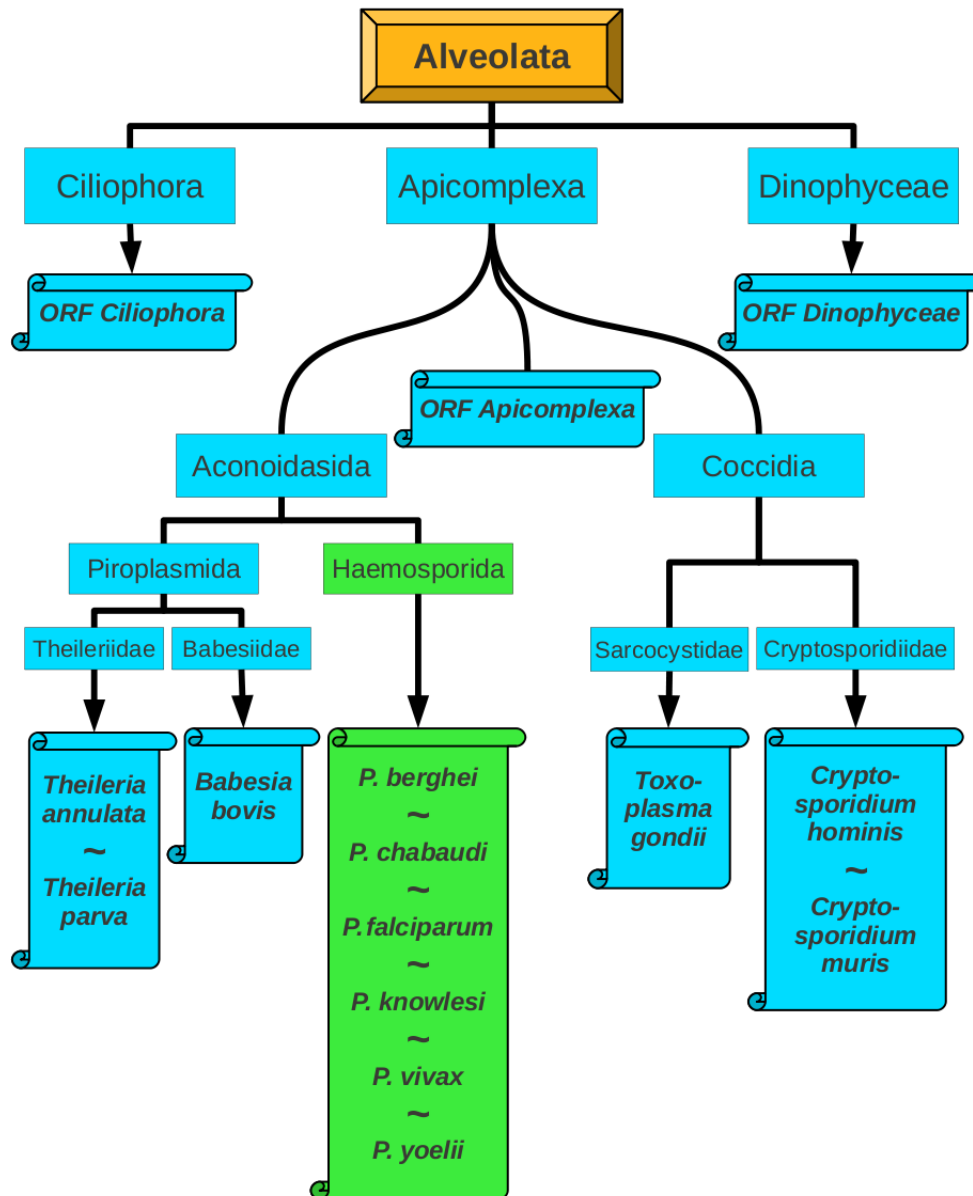 Alveolata
Ciliophora
Apicomplexa
Dinophyceae
ORF Ciliophora
ORF Dinophyceae
ORF Apicomplexa
Aconoidasida
Coccidia
Piroplasmida
Haemosporida
Theileriidae
Babesiidae
Sarcocystidae
Cryptosporidiidae
Theileria
annulata
~
Theileria
parva
Babesia
bovis
P. berghei
~
P. chabaudi
~
P. falciparum
~
P. knowlesi
~
P. vivax
~
P. yoelii
Toxo-
plasma
gondii
Crypto-
sporidium
hominis
~
Crypto-
sporidium
muris